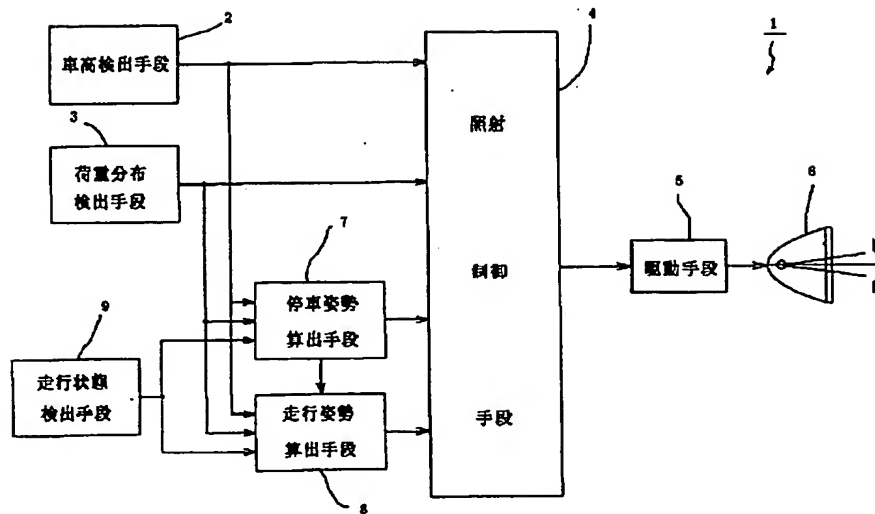 2
車高検出手段
3
荷重分布
検出手段
9
走行状態
検出手段
7
停車姿勢
算出手段
走行姿勢
算出手段
8
4
照射
制御
手段
5
駆動手段
6
1